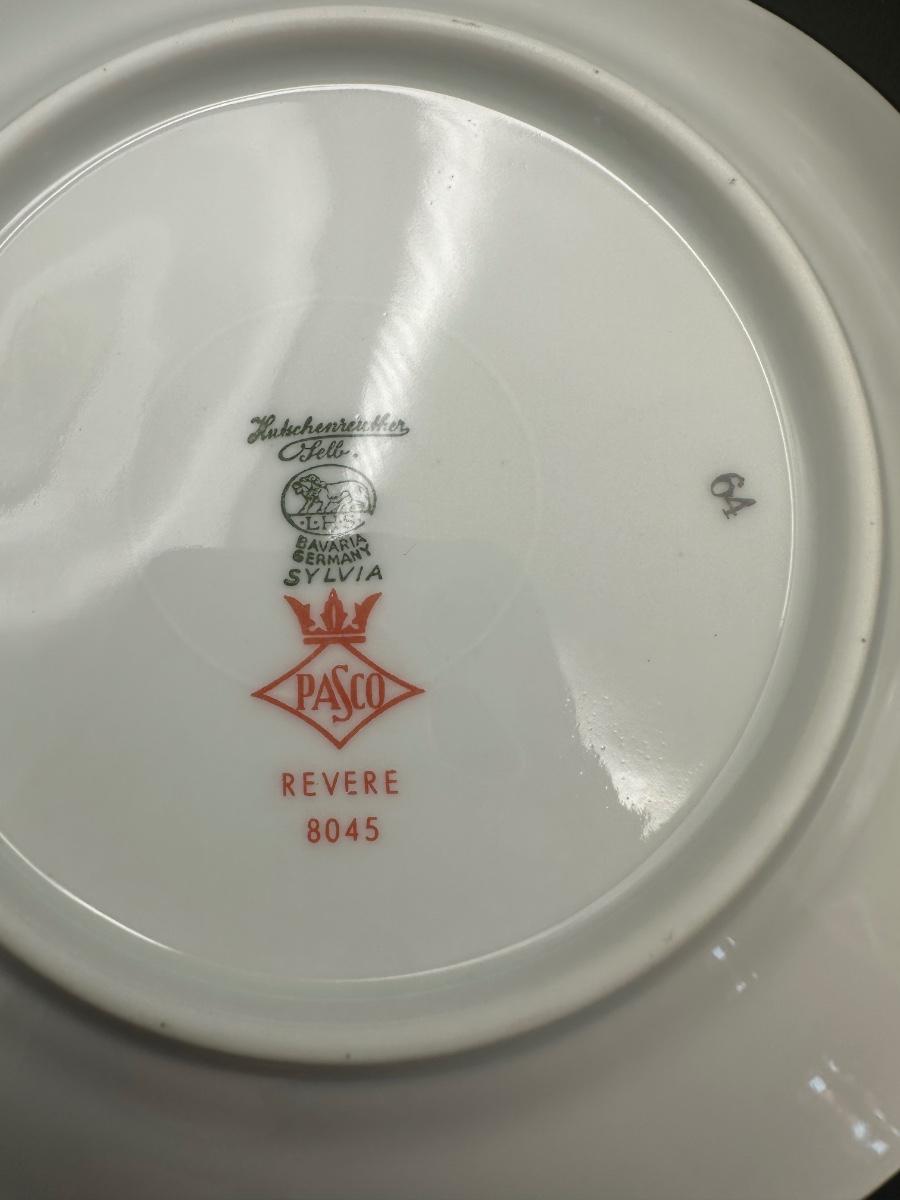 Hutschenreuther
Selb.
·L·H·S·
BAVARIA
GERMANY
SYLVIA
PASCO
REVERE
8045
64